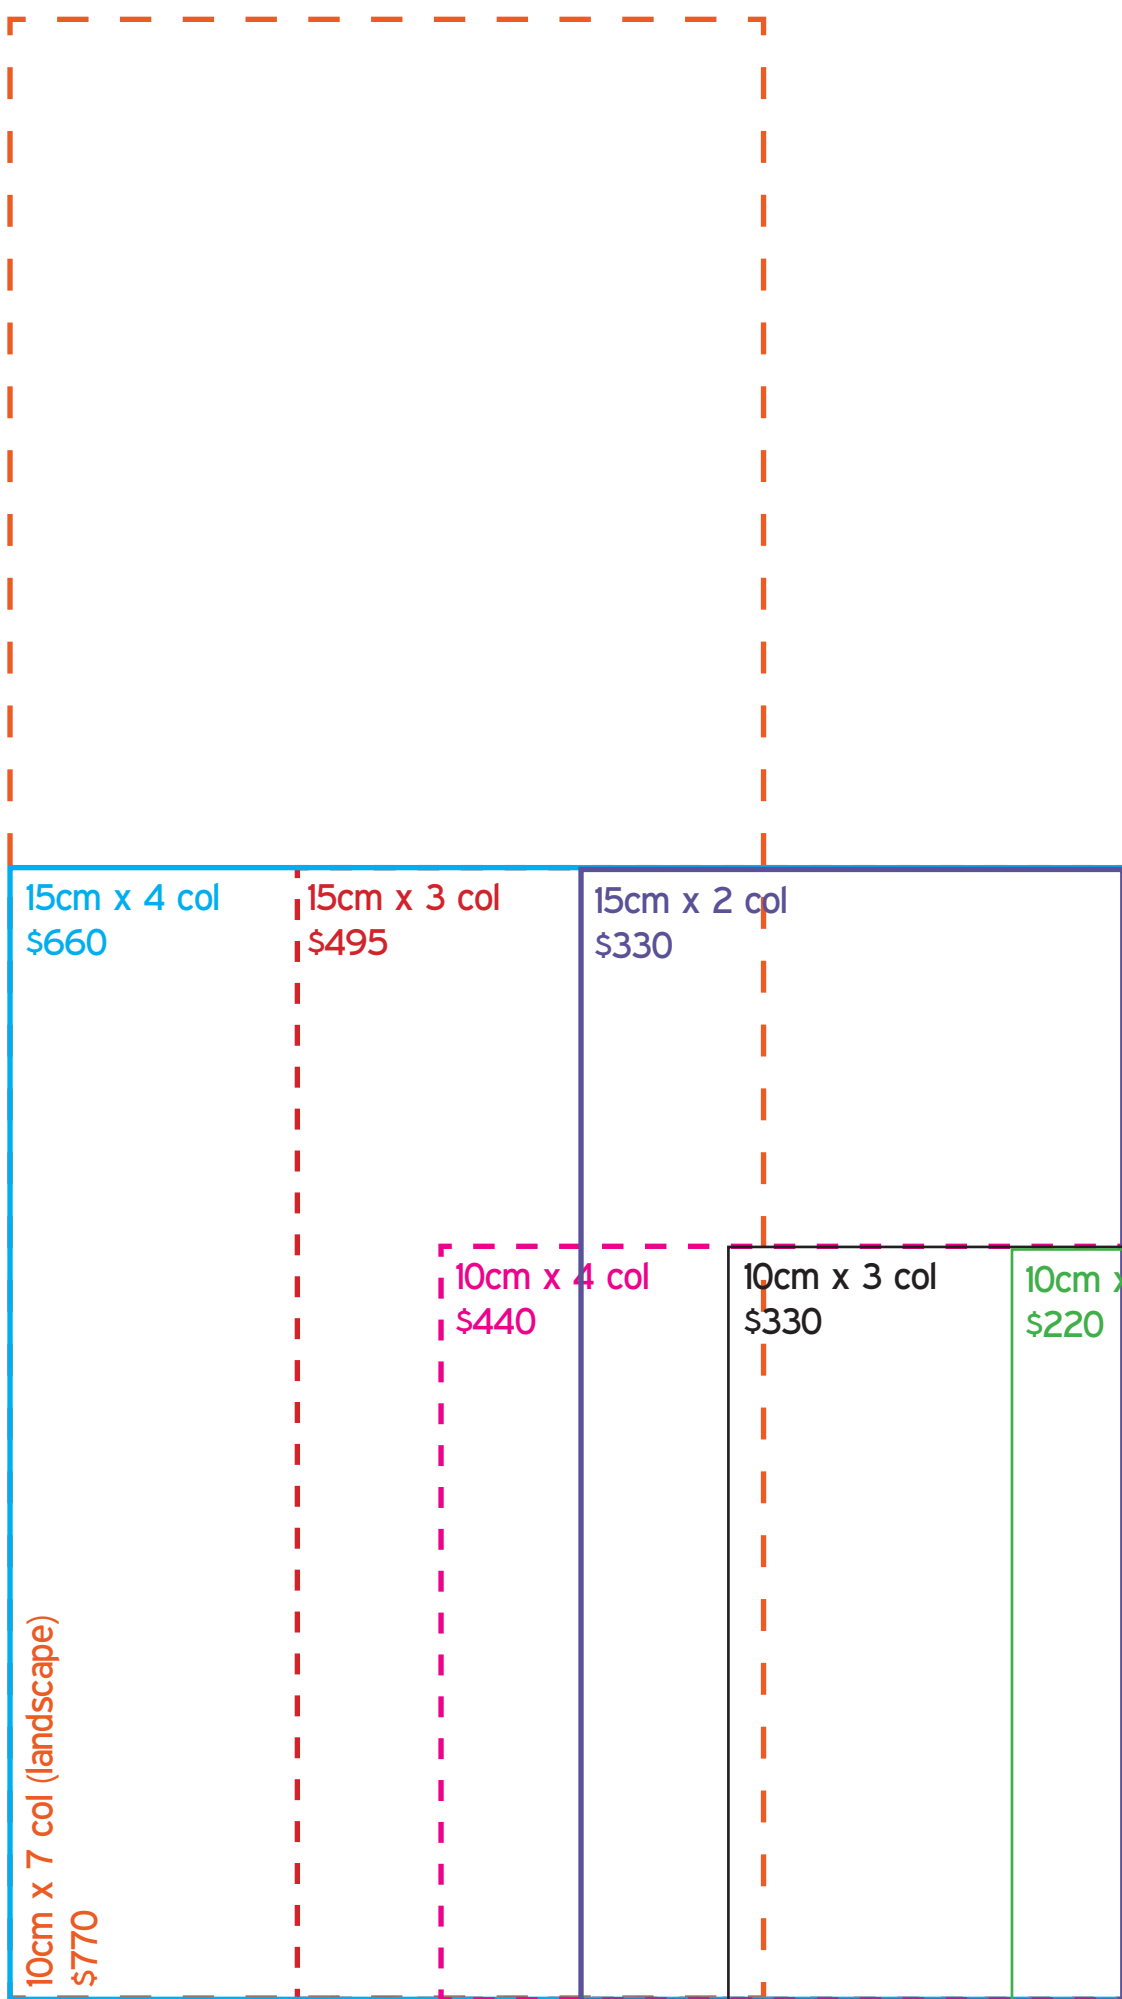 15cm x 4 col
$660
15cm x 3 col
$495
15cm x 2 col
$330
10cm x 4 col
$440
10cm x 3 col
$330
10cm x
$220
10cm x 7 col (landscape)
$770